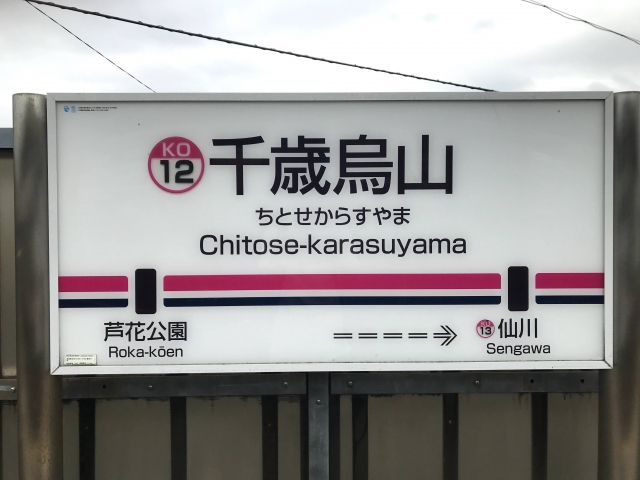 KO
12
千歳烏山
ちとせからすやま
Chitose-karasuyama
芦花公園
Roka-kōen
KO
13
仙川
Sengawa